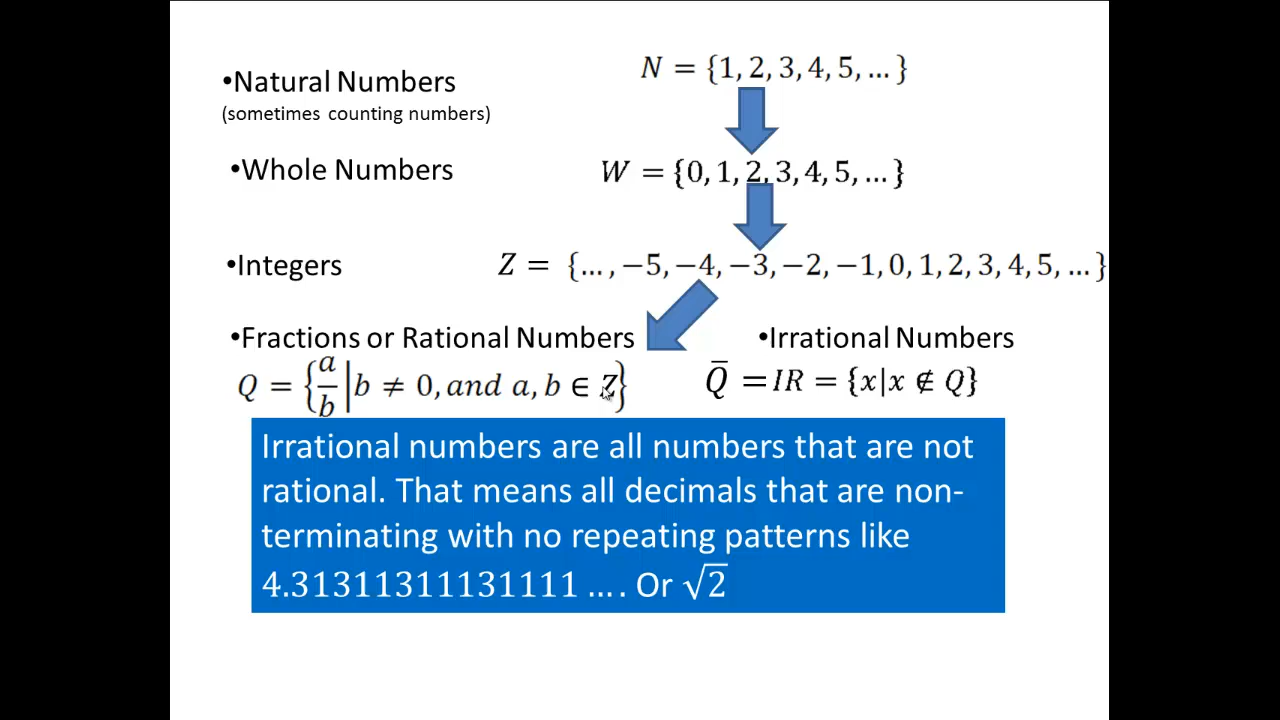 •Natural Numbers
N = {1, 2, 3, 4, 5, … }
(sometimes counting numbers)
•Whole Numbers
W = {0, 1, 2, 3, 4, 5, … }
•Integers
Z = {… , −5, −4, −3, −2, −1, 0, 1, 2, 3, 4, 5, … }
•Fractions or Rational Numbers
•Irrational Numbers
Q = {a/b | b ≠ 0, and a, b ∈ Z}
Q̅ = IR = {x|x ∉ Q}
Irrational numbers are all numbers that are not
rational. That means all decimals that are non-
terminating with no repeating patterns like
4.31311311131111 … . Or √2